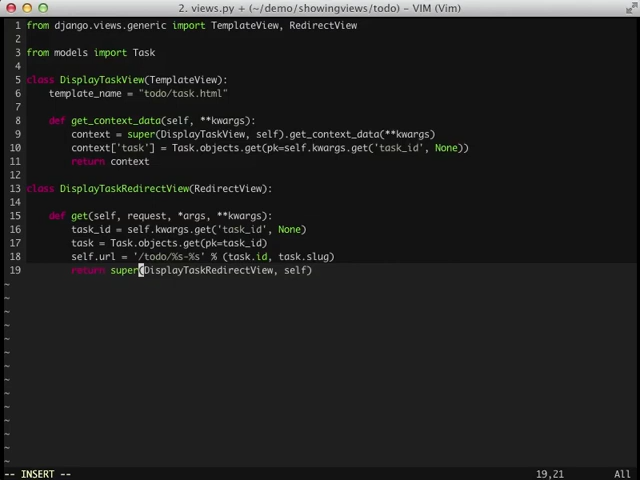 2. views.py + (~/demo/showingviews/todo) – VIM (Vim)
1 from django.views.generic import TemplateView, RedirectView
2
3 from models import Task
4
5 class DisplayTaskView(TemplateView):
6     template_name = "todo/task.html"
7
8     def get_context_data(self, **kwargs):
9         context = super(DisplayTaskView, self).get_context_data(**kwargs)
10         context['task'] = Task.objects.get(pk=self.kwargs.get('task_id', None))
11         return context
12
13 class DisplayTaskRedirectView(RedirectView):
14
15     def get(self, request, *args, **kwargs):
16         task_id = self.kwargs.get('task_id', None)
17         task = Task.objects.get(pk=task_id)
18         self.url = '/todo/%s-%s' % (task.id, task.slug)
19         return super(DisplayTaskRedirectView, self)
~
~
~
~
~
~
~
~
~
~
~
~
~
~
-- INSERT -- 19,21 All